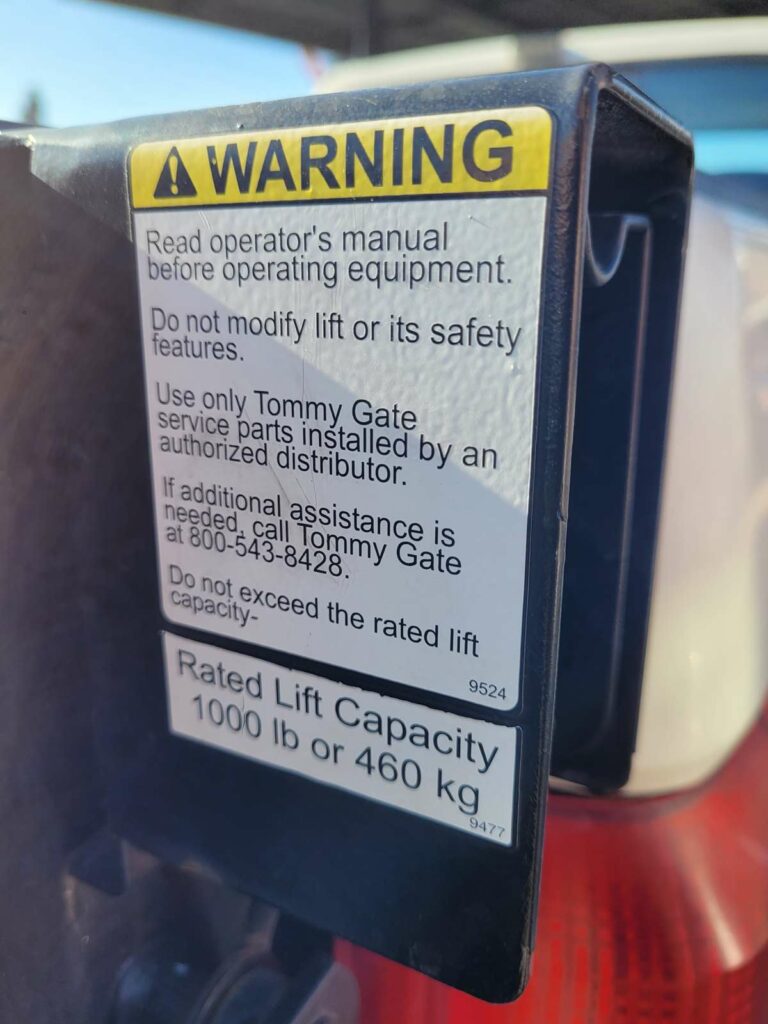 WARNING
Read operator's manual
before operating equipment.
Do not modify lift or its safety
features.
Use only Tommy Gate
service parts installed by an
authorized distributor.
If additional assistance is
needed, call Tommy Gate
at 800-543-8428.
Do not exceed the rated lift
capacity-
9524
Rated Lift Capacity
1000 lb or 460 kg
9477